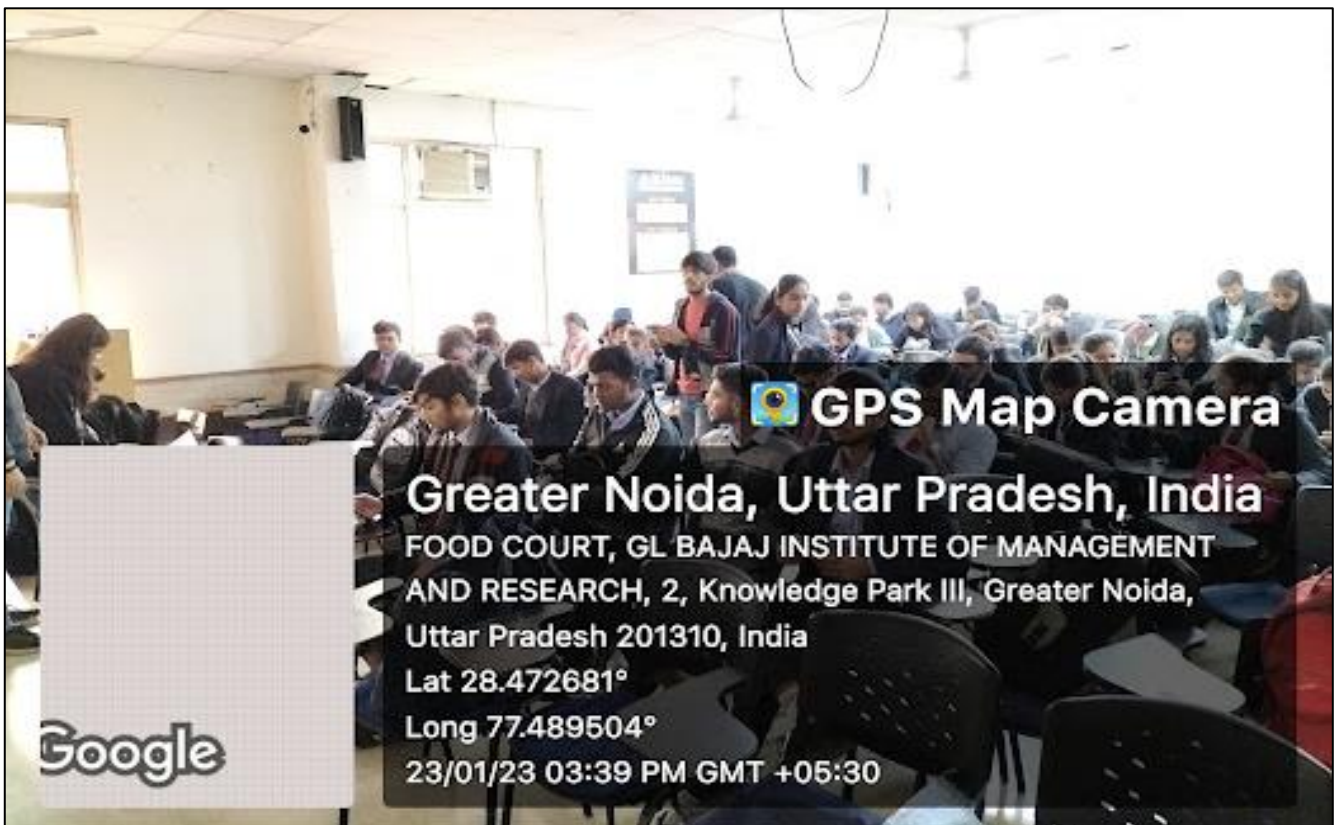 GPS Map Camera
Greater Noida, Uttar Pradesh, India
FOOD COURT, GL BAJAJ INSTITUTE OF MANAGEMENT
AND RESEARCH, 2, Knowledge Park III, Greater Noida,
Uttar Pradesh 201310, India
Lat 28.472681°
Long 77.489504°
23/01/23 03:39 PM GMT +05:30
Google